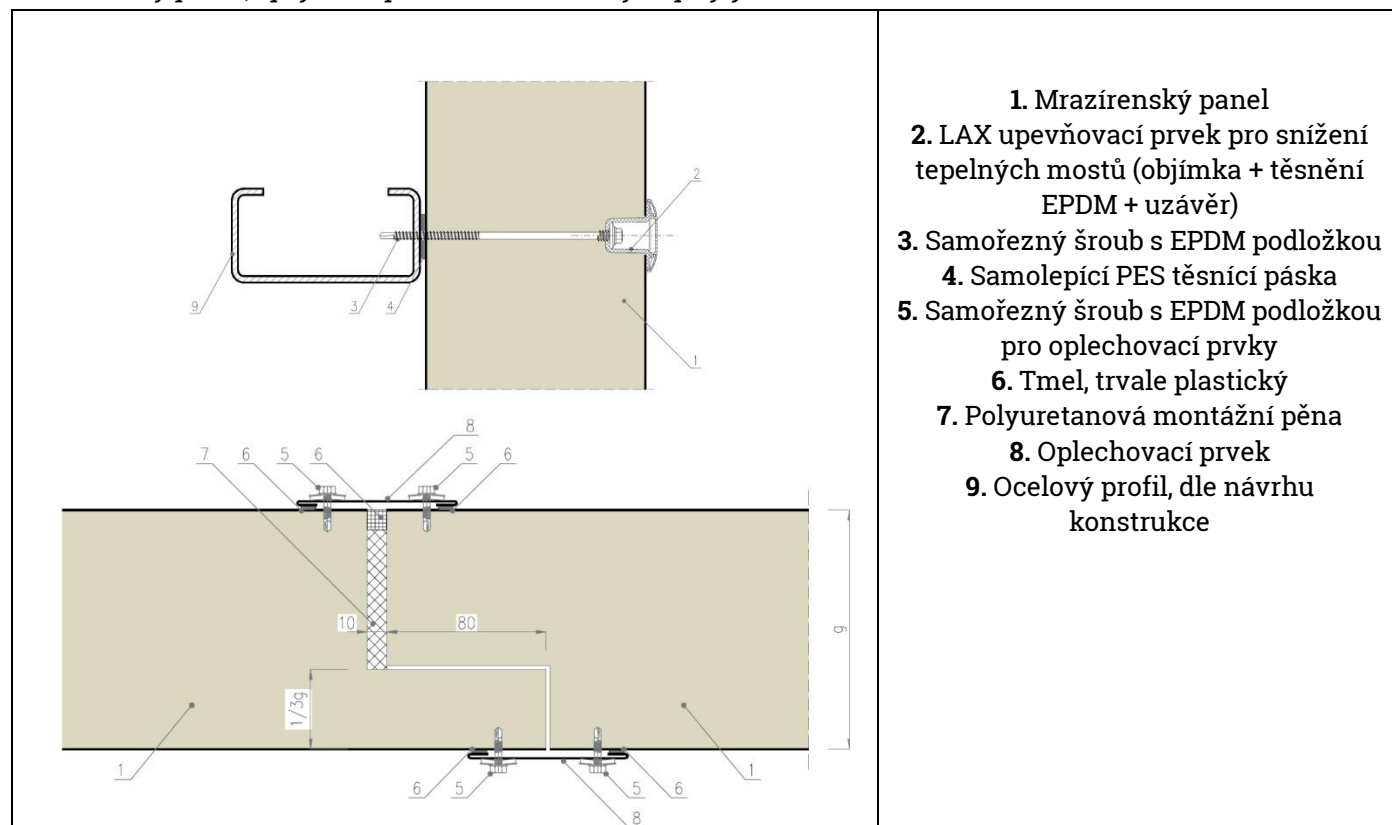 2
9
3
4
1
8
7
6
5
6
5
6
10
80
1/3g
g
1
1
6
5
5
6
8
1. Mrazírenský panel
2. LAX upevňovací prvek pro snížení
tepelných mostů (objímka + těsnění
EPDM + uzávěr)
3. Samořezný šroub s EPDM podložkou
4. Samolepící PES těsnící páska
5. Samořezný šroub s EPDM podložkou
pro oplechovací prvky
6. Tmel, trvale plastický
7. Polyuretanová montážní pěna
8. Oplechovací prvek
9. Ocelový profil, dle návrhu
konstrukce